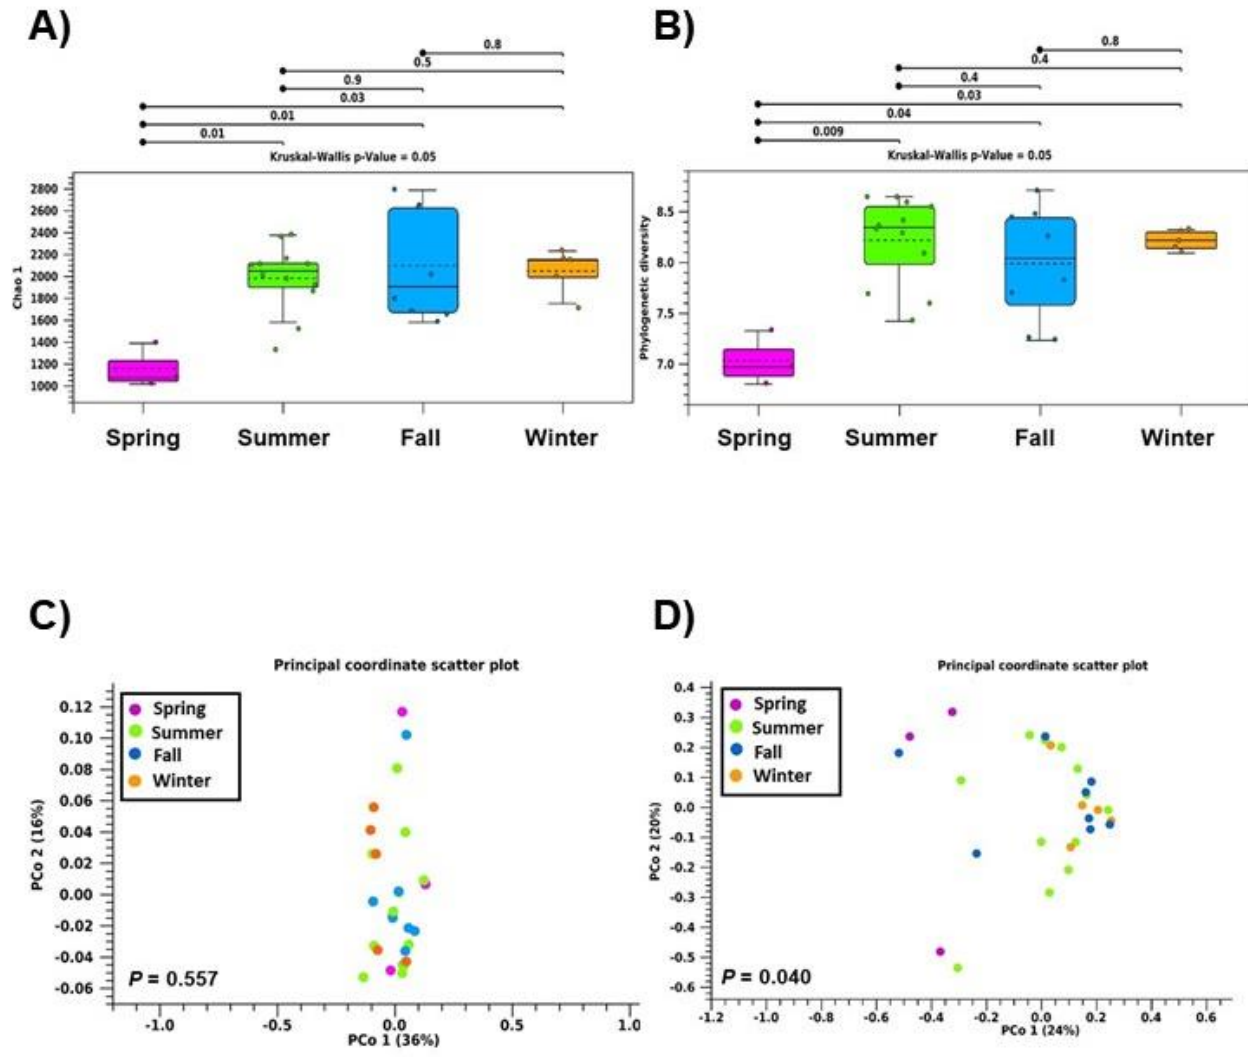 A)
0.8
0.5
0.9
0.03
0.01
0.01
Kruskal-Wallis p-Value = 0.05
Chao 1
2800
2600
2400
2200
2000
1800
1600
1400
1200
1000
Spring Summer Fall Winter
B)
0.8
0.4
0.4
0.03
0.04
0.009
Kruskal-Wallis p-Value = 0.05
Phylogenetic diversity
8.5
8.0
7.5
7.0
Spring Summer Fall Winter
C)
Principal coordinate scatter plot
Spring
Summer
Fall
Winter
PCo 2 (16%)
0.12
0.10
0.08
0.06
0.04
0.02
0.00
-0.02
-0.04
-0.06
P = 0.557
-1.0 -0.5 0.0 0.5 1.0
PCo 1 (36%)
D)
Principal coordinate scatter plot
Spring
Summer
Fall
Winter
PCo 2 (20%)
0.4
0.3
0.2
0.1
0.0
-0.1
-0.2
-0.3
-0.4
-0.5
-0.6
P = 0.040
-1.2 -1.0 -0.8 -0.6 -0.4 -0.2 0.0 0.2 0.4 0.6
PCo 1 (24%)